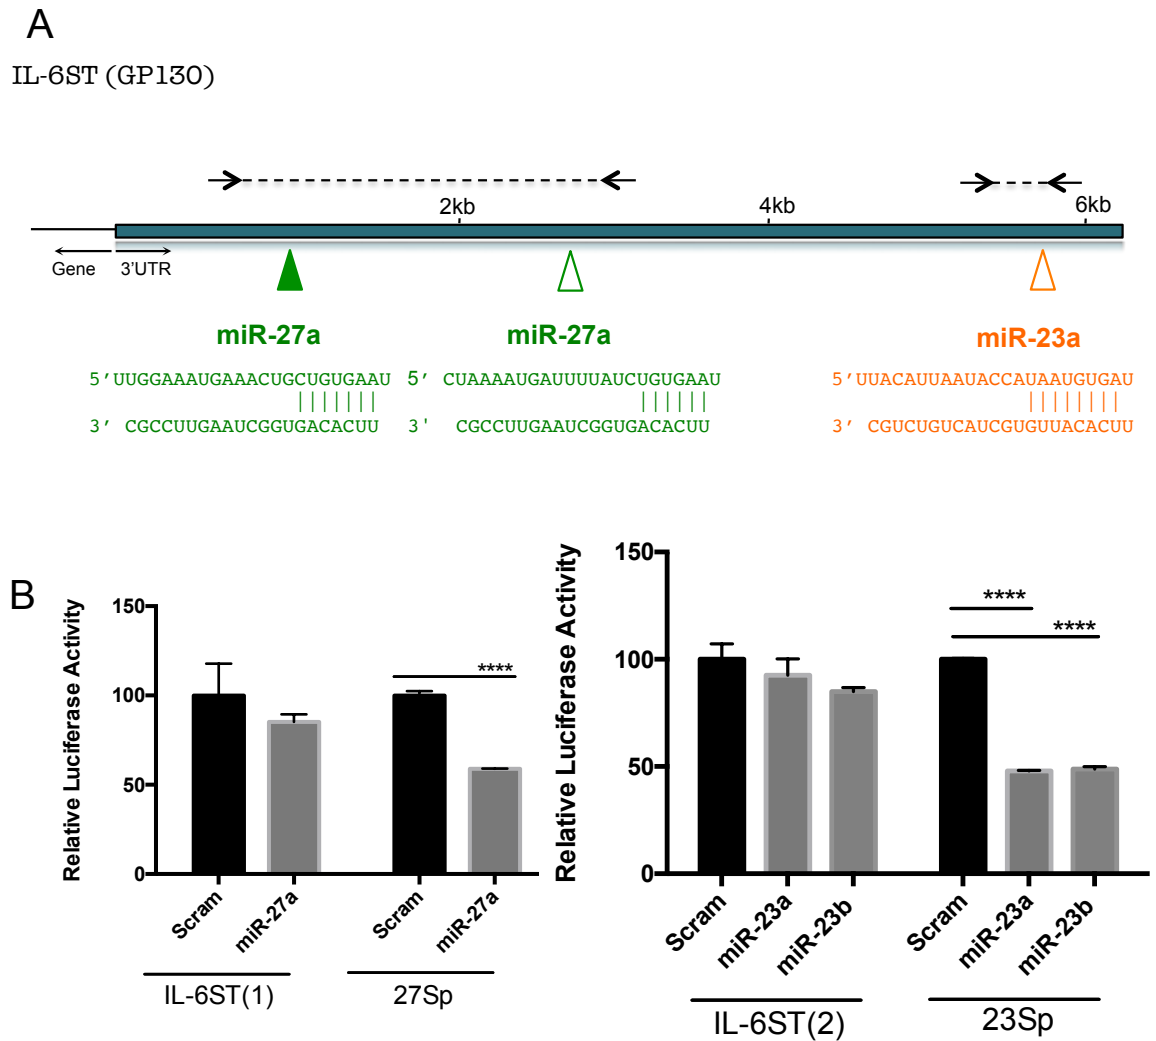 A
IL-6ST (GP130)
2kb 4kb 6kb
Gene 3'UTR
miR-27a miR-27a miR-23a
5′UUGGAAAUGAAACUGCUGUGAAU 5′ CUAAAAUGAUUUUAUCUGUGAAU 5′UUACAUUAAUACCAUAAUGUGAU
3′ CGCCUUGAAUCGGUGACACUU 3' CGCCUUGAAUCGGUGACACUU 3′ CGUCUGUCAUCGUGUUACACUU
B
Relative Luciferase Activity
150
100
50
0
****
Scram miR-27a Scram miR-27a
IL-6ST(1) 27Sp
Relative Luciferase Activity
150
100
50
0
****
****
Scram miR-23a miR-23b Scram miR-23a miR-23b
IL-6ST(2) 23Sp